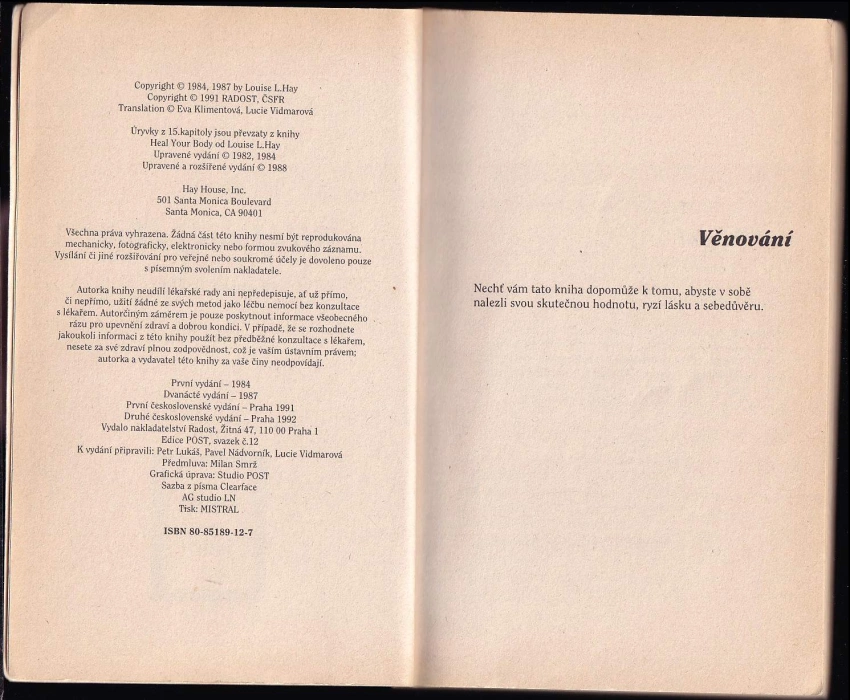 Copyright © 1984, 1987 by Louise L.Hay
Copyright © 1991 RADOST, ČSFR
Translation © Eva Klimentová, Lucie Vidmarová
Úryvky z 15.kapitoly jsou převzaty z knihy
Heal Your Body od Louise L.Hay
Upravené vydání © 1982, 1984
Upravené a rozšířené vydání © 1988
Hay House, Inc.
501 Santa Monica Boulevard
Santa Monica, CA 90401
Všechna práva vyhrazena. Žádná část této knihy nesmí být reprodukována
mechanicky, fotograficky, elektronicky nebo formou zvukového záznamu.
Vysílání či jiné rozšiřování pro veřejné nebo soukromé účely je dovoleno pouze
s písemným svolením nakladatele.
Autorka knihy neudílí lékařské rady ani nepředepisuje, ať už přímo,
či nepřímo, užití žádné ze svých metod jako léčbu nemocí bez konzultace
s lékařem. Autorčiným záměrem je pouze poskytnout informace všeobecného
rázu pro upevnění zdraví a dobrou kondici. V případě, že se rozhodnete
jakoukoli informaci z této knihy použít bez předběžné konzultace s lékařem,
nesete za své zdraví plnou zodpovědnost, což je vaším ústavním právem;
autorka a vydavatel této knihy za vaše činy neodpovídají.
První vydání – 1984
Dvanácté vydání – 1987
První československé vydání – Praha 1991
Druhé československé vydání – Praha 1992
Vydalo nakladatelství Radost, Žitná 47, 110 00 Praha 1
Edice POST, svazek č.12
K vydání připravili: Petr Lukáš, Pavel Nádvorník, Lucie Vidmarová
Předmluva: Milan Smrž
Grafická úprava: Studio POST
Sazba z písma Clearface
AG studio LN
Tisk: MISTRAL
ISBN 80-85189-12-7
Věnování
Nechť vám tato kniha dopomůže k tomu, abyste v sobě
nalezli svou skutečnou hodnotu, ryzí lásku a sebedůvěru.